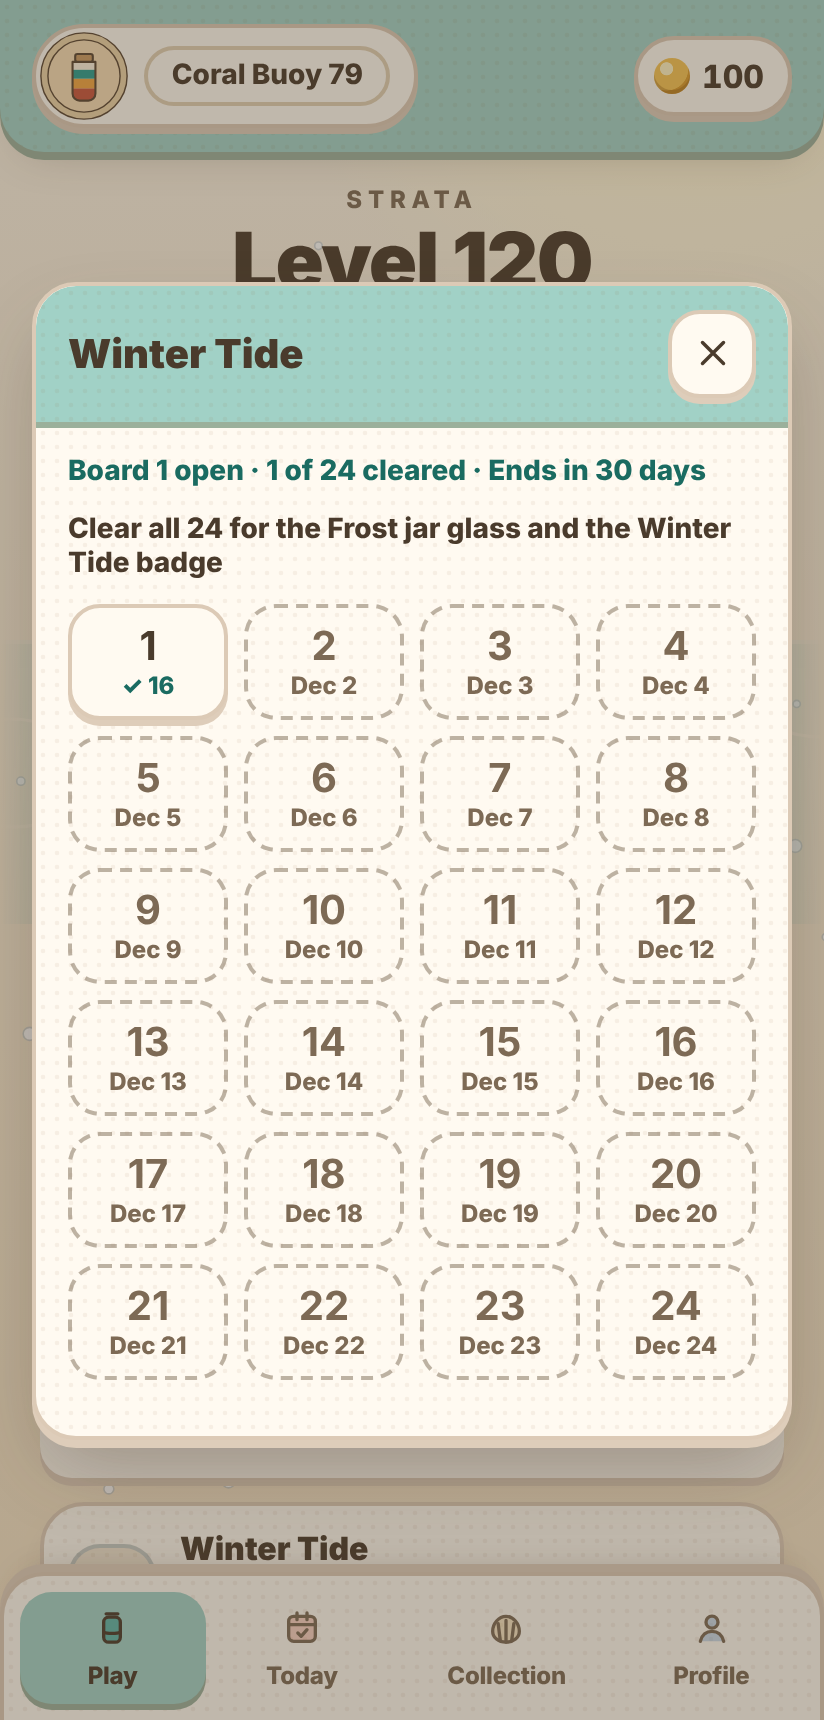 Coral Buoy 79
100
STRATA
Level 120
Winter Tide
Board 1 open · 1 of 24 cleared · Ends in 30 days
Clear all 24 for the Frost jar glass and the Winter
Tide badge
1
✓ 16
2
Dec 2
3
Dec 3
4
Dec 4
5
Dec 5
6
Dec 6
7
Dec 7
8
Dec 8
9
Dec 9
10
Dec 10
11
Dec 11
12
Dec 12
13
Dec 13
14
Dec 14
15
Dec 15
16
Dec 16
17
Dec 17
18
Dec 18
19
Dec 19
20
Dec 20
21
Dec 21
22
Dec 22
23
Dec 23
24
Dec 24
Winter Tide
Play
Today
Collection
Profile